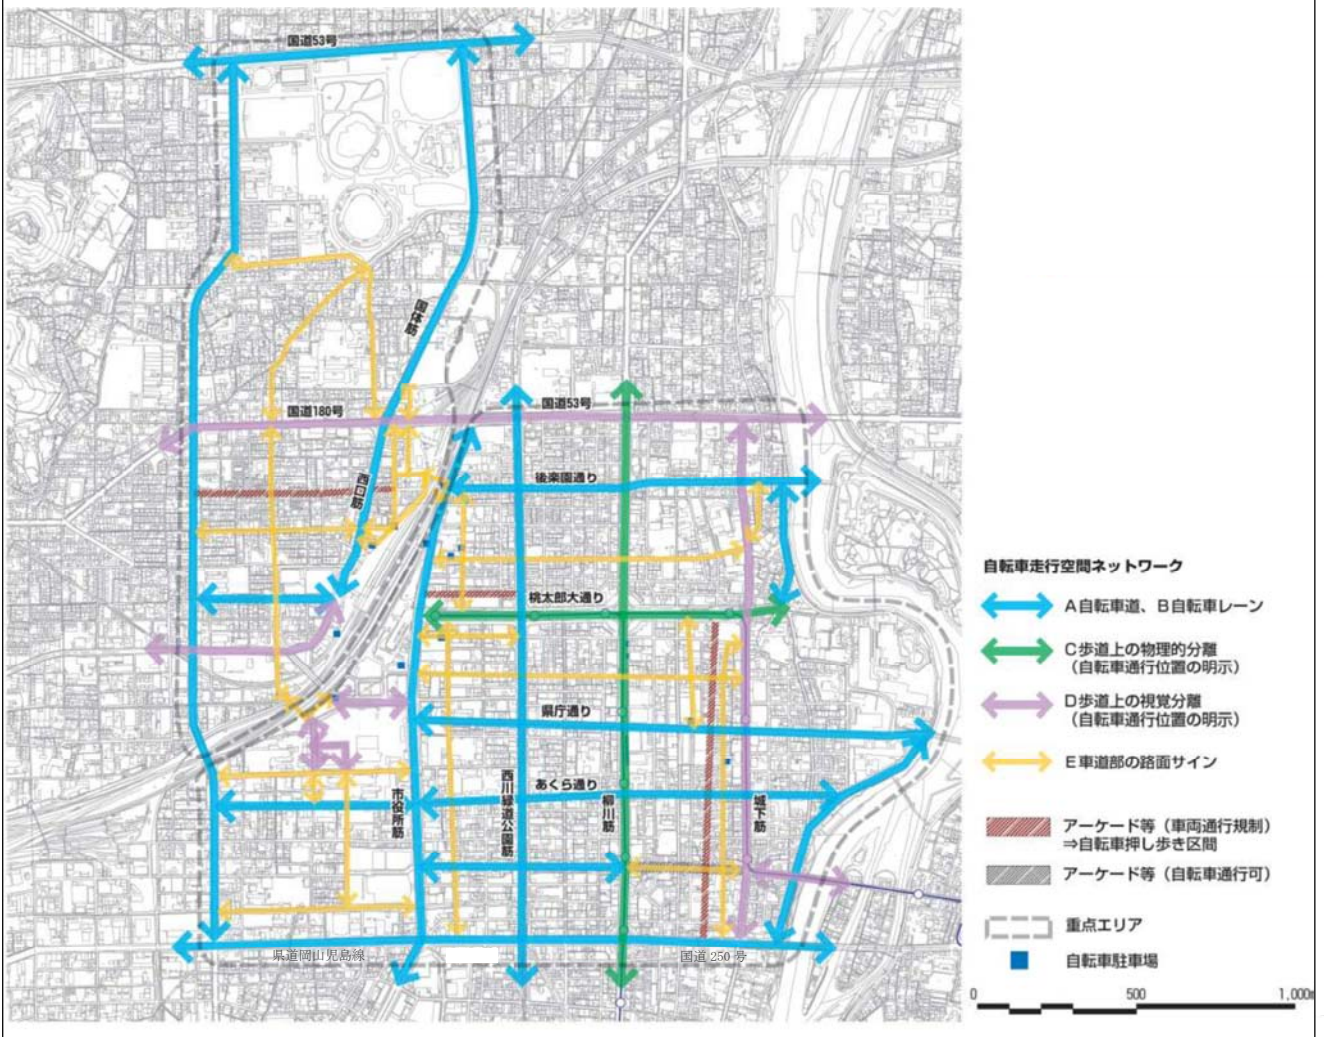 国道53号
国体筋
国道180号
国道53号
西口筋
後楽園通り
桃太郎大通り
県庁通り
あくら通り
市役所筋
西川緑道公園筋
柳川筋
城下筋
県道岡山児島線
国道250号
自転車走行空間ネットワーク
A自転車道、B自転車レーン
C歩道上の物理的分離
（自転車通行位置の明示）
D歩道上の視覚分離
（自転車通行位置の明示）
E車道部の路面サイン
アーケード等（車両通行規制）
⇒自転車押し歩き区間
アーケード等（自転車通行可）
重点エリア
自転車駐車場
0 500 1,000m